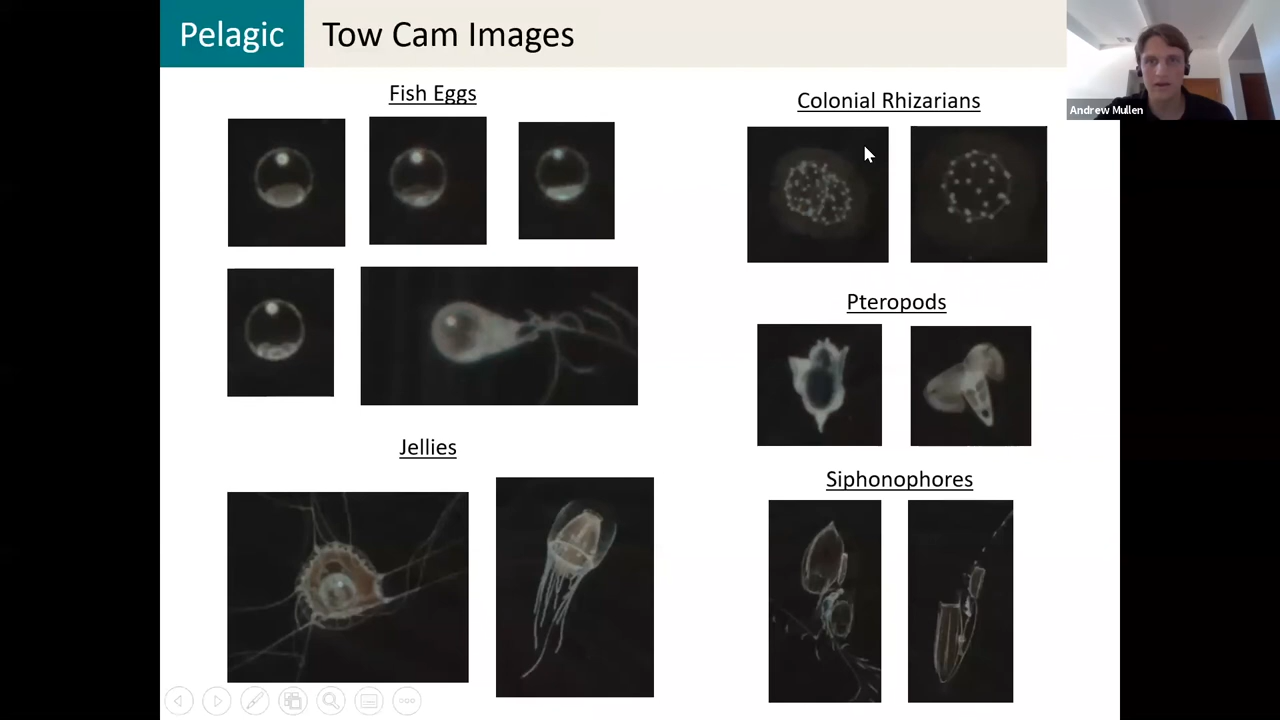 Pelagic Tow Cam Images
Andrew Mullen
Fish Eggs
Colonial Rhizarians
Pteropods
Jellies
Siphonophores